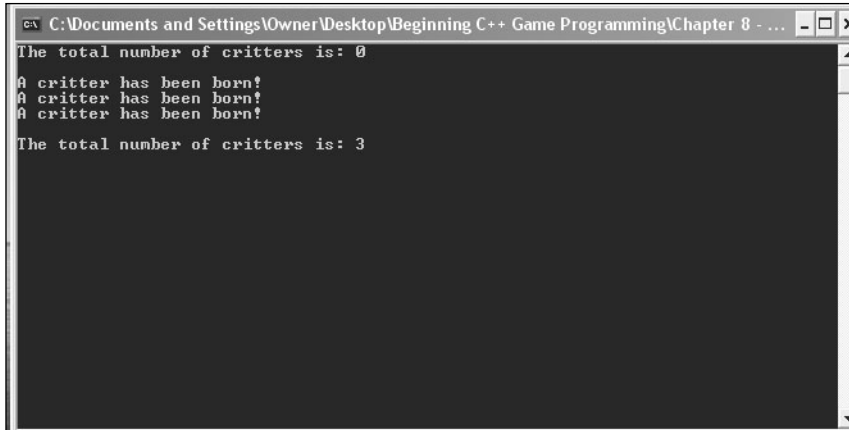 C:\Documents and Settings\Owner\Desktop\Beginning C++ Game Programming\Chapter 8 - ...
The total number of critters is: 0
A critter has been born!
A critter has been born!
A critter has been born!
The total number of critters is: 3